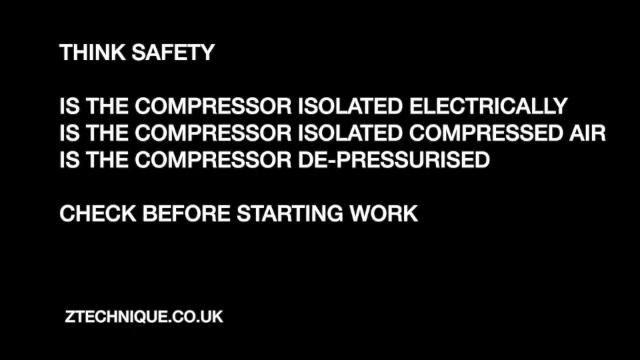 THINK SAFETY
IS THE COMPRESSOR ISOLATED ELECTRICALLY
IS THE COMPRESSOR ISOLATED COMPRESSED AIR
IS THE COMPRESSOR DE-PRESSURISED
CHECK BEFORE STARTING WORK
ZTECHNIQUE.CO.UK